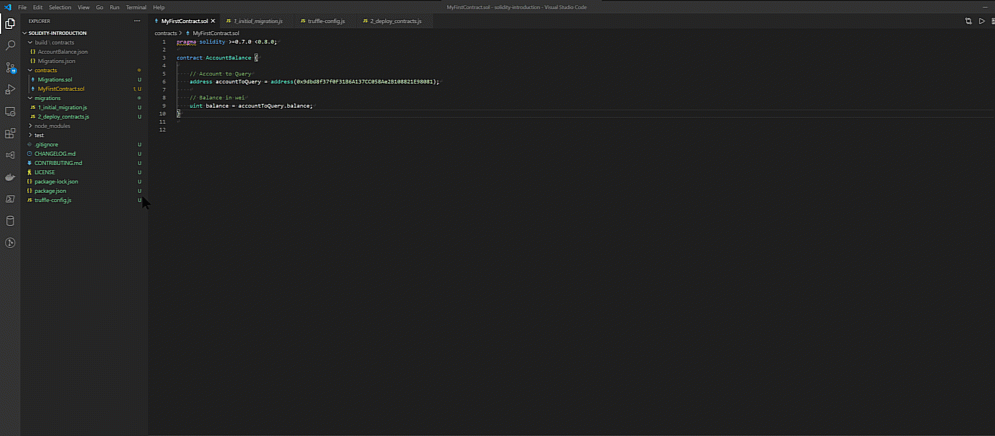 File Edit Selection View Go Run Terminal Help
MyFirstContract.sol - solidity-introduction - Visual Studio Code
EXPLORER
SOLIDITY-INTRODUCTION
build \ contracts
AccountBalance.json
Migrations.json
contracts
Migrations.sol U
MyFirstContract.sol 1, U
migrations
1_initial_migration.js U
2_deploy_contracts.js U
node_modules
test
.gitignore U
CHANGELOG.md U
CONTRIBUTING.md U
LICENSE U
package-lock.json U
package.json U
truffle-config.js U
MyFirstContract.sol 1_initial_migration.js truffle-config.js 2_deploy_contracts.js
contracts > MyFirstContract.sol
1 pragma solidity >=0.7.0 <0.8.0;
2
3 contract AccountBalance {
4
5 // Account to Query
6 address accountToQuery = address(
7
8 // Balance in wei
9 uint balance = accountToQuery.balance;
10 }
11
12